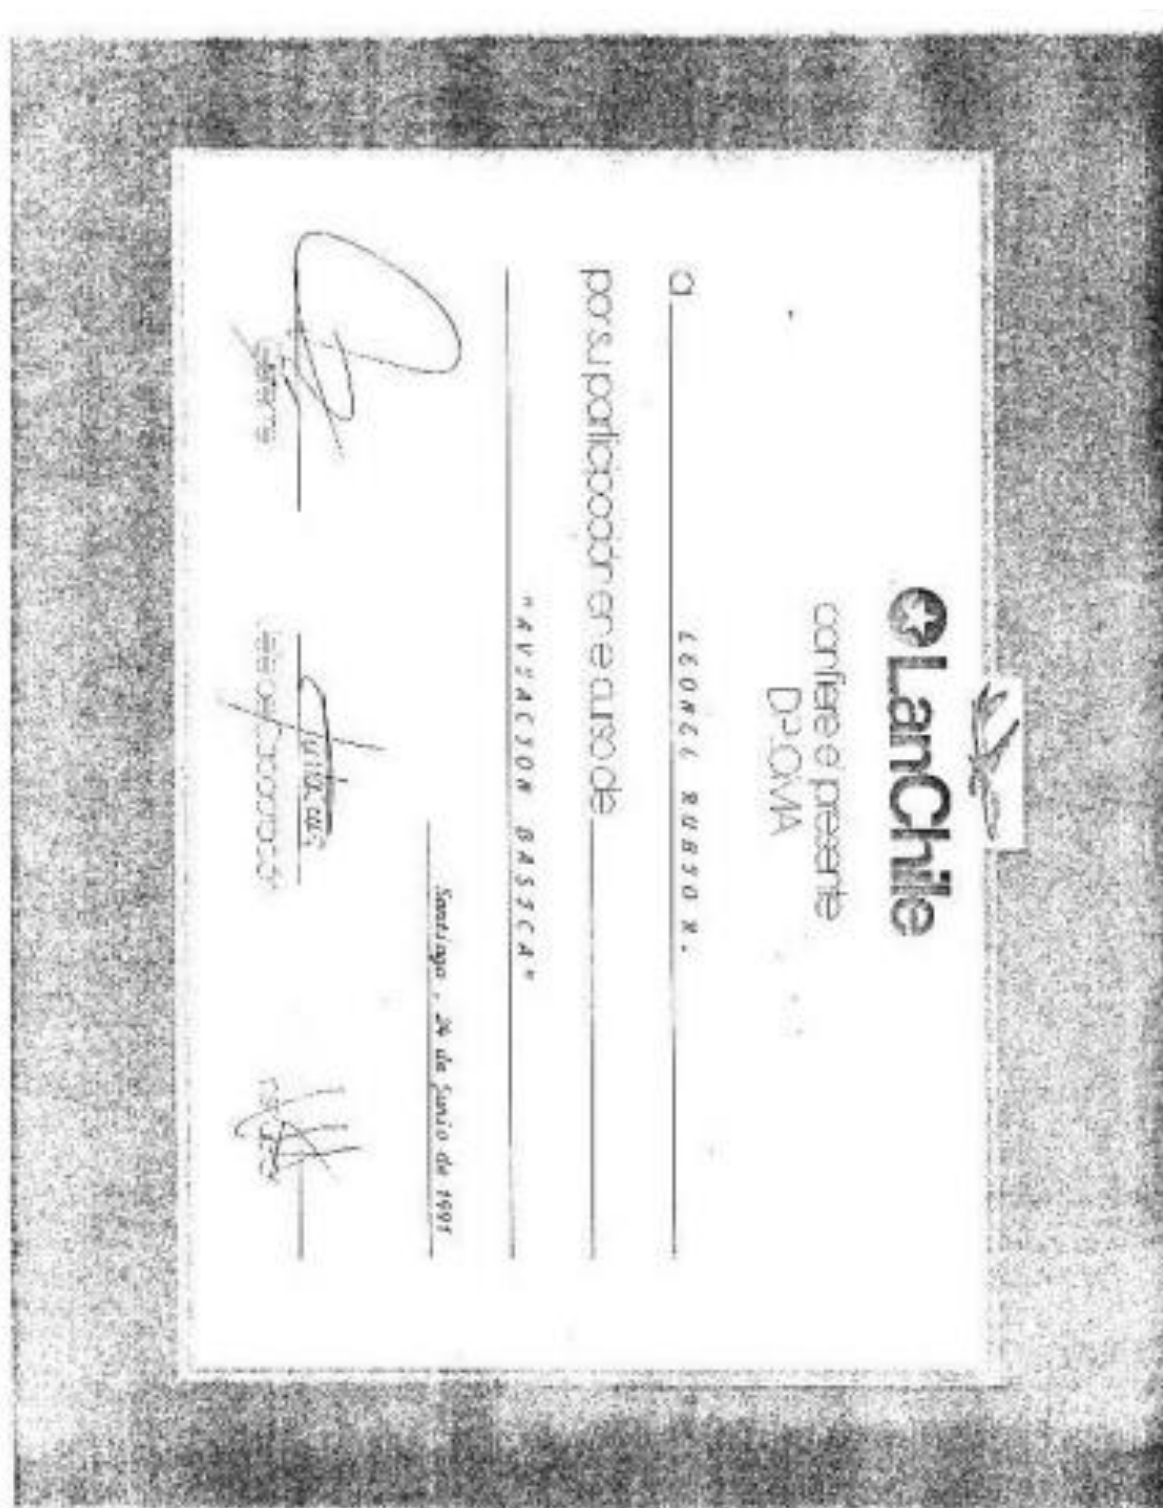 LanChile
confiere el presente
DIPLOMA
a LEONEL RUBIO R.
por su participación en el curso de
"AVIACION BASICA"
Santiago , 24 de Junio de 1991